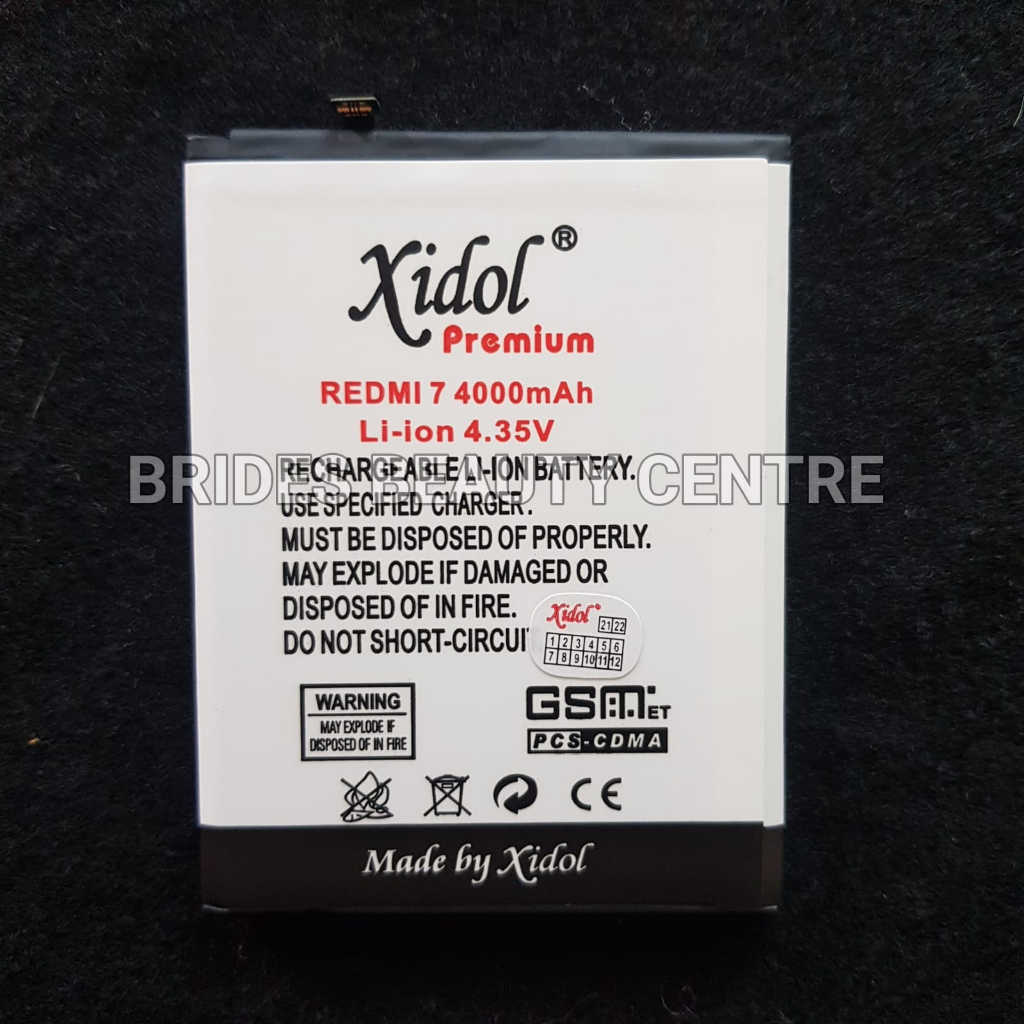 Xidol®
Premium
REDMI 7 4000mAh
Li-ion 4.35V
RECHARGEABLE LI-ION BATTERY.
BRIDES BEAUTY CENTRE
USE SPECIFIED CHARGER.
MUST BE DISPOSED OF PROPERLY.
MAY EXPLODE IF DAMAGED OR
DISPOSED OF IN FIRE.
DO NOT SHORT-CIRCUI
Xidol®
21 22
1 2 3 4 5 6
7 8 9 10 11 12
WARNING
MAY EXPLODE IF
DISPOSED OF IN FIRE
GSM ET
PCS-CDMA
CE
Made by Xidol